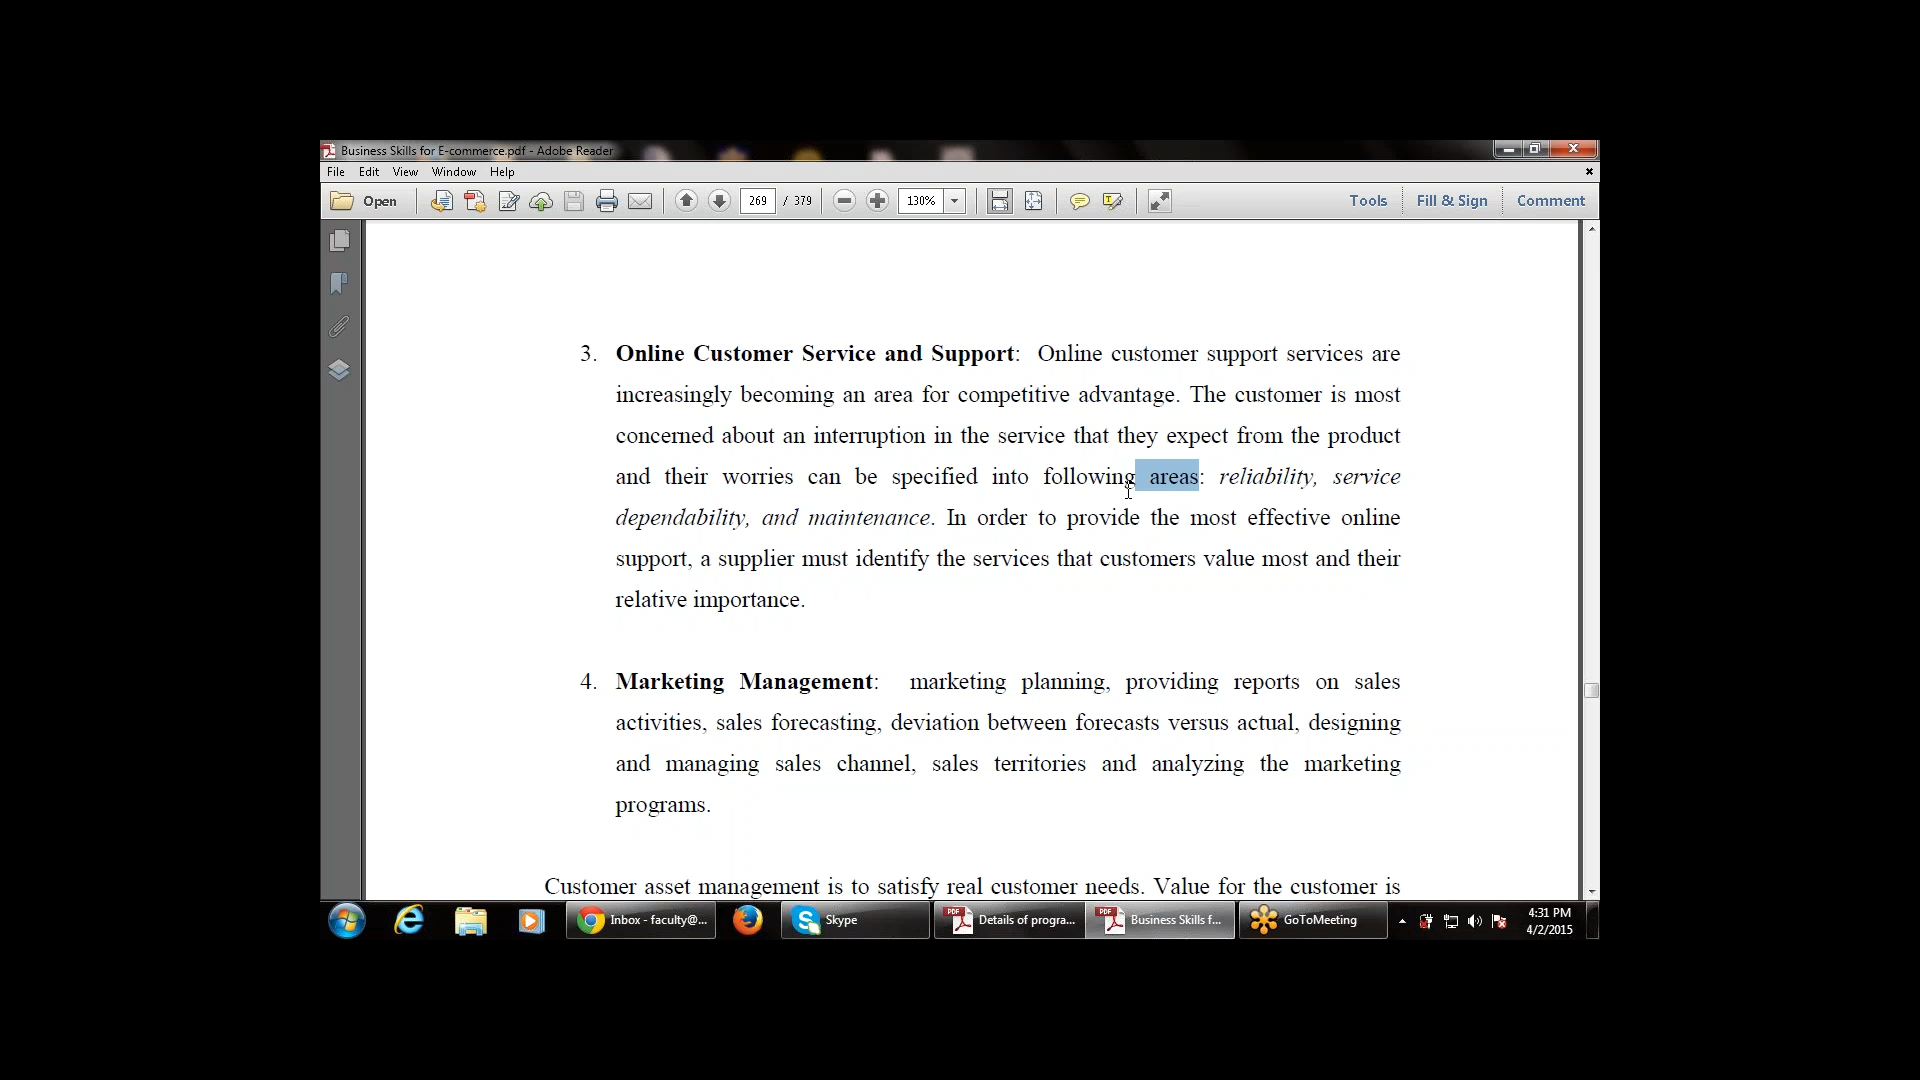 Business Skills for E-commerce.pdf - Adobe Reader
File Edit View Window Help
Open 269 / 379 130% Tools Fill & Sign Comment
3. Online Customer Service and Support: Online customer support services are
increasingly becoming an area for competitive advantage. The customer is most
concerned about an interruption in the service that they expect from the product
and their worries can be specified into following areas: reliability, service
dependability, and maintenance. In order to provide the most effective online
support, a supplier must identify the services that customers value most and their
relative importance.
4. Marketing Management: marketing planning, providing reports on sales
activities, sales forecasting, deviation between forecasts versus actual, designing
and managing sales channel, sales territories and analyzing the marketing
programs.
Customer asset management is to satisfy real customer needs. Value for the customer is
Inbox - faculty@... Skype Details of progra... Business Skills f... GoToMeeting 4:31 PM
4/2/2015